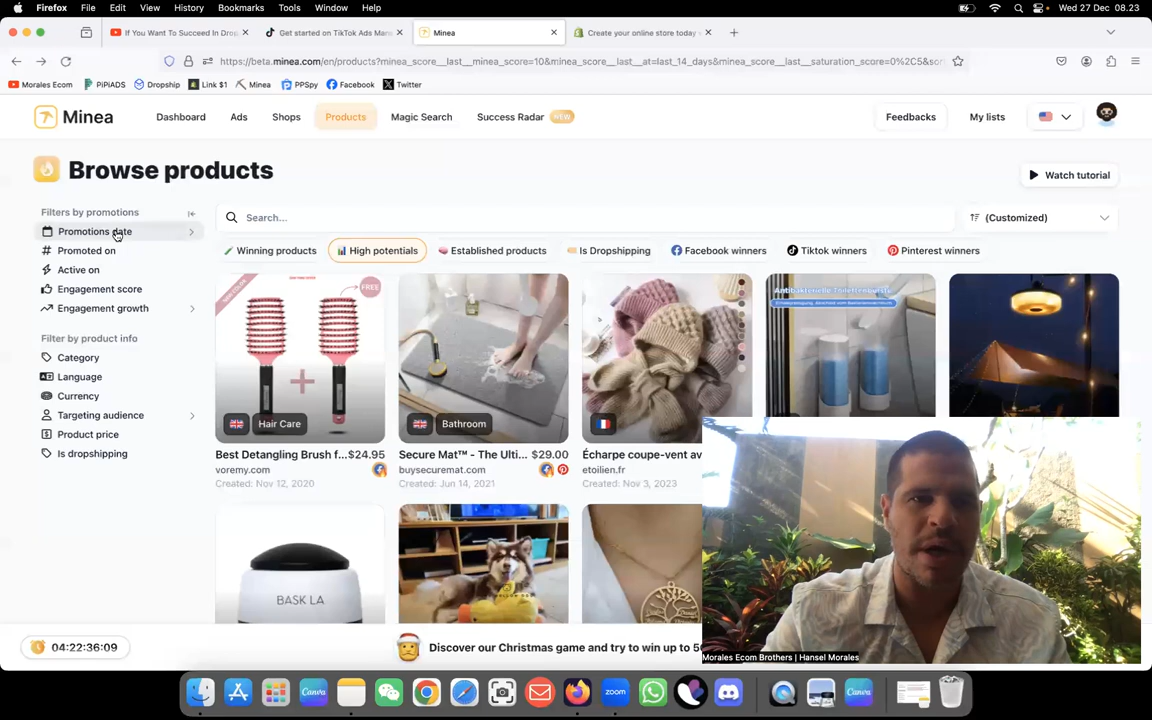 Firefox File Edit View History Bookmarks Tools Window Help Wed 27 Dec 08.23
If You Want To Succeed In Drop Get started on TikTok Ads Man Minea Create your online store today
https://beta.minea.com/en/products?minea_score__last__minea_score=10&minea_score__last__at=last_14_days&minea_score__last__saturation_score=0%2C5&sor
Morales Ecom PiPiADS Dropship Link $1 Minea PPSpy Facebook Twitter
Minea Dashboard Ads Shops Products Magic Search Success Radar NEW Feedbacks My lists
Browse products
Watch tutorial
Filters by promotions
Search...
(Customized)
Promotions date
Promoted on
Active on
Engagement score
Engagement growth
Filter by product info
Category
Language
Currency
Targeting audience
Product price
Is dropshipping
Winning products High potentials Established products Is Dropshipping Facebook winners Tiktok winners Pinterest winners
FREE
Hair Care
Bathroom
Best Detangling Brush f... $24.95
voremy.com
Created: Nov 12, 2020
Secure Mat™ - The Ulti... $29.00
buysecuremat.com
Created: Jun 14, 2021
Écharpe coupe-vent av
etoilien.fr
Created: Nov 3, 2023
BASK LA
04:22:36:09
Discover our Christmas game and try to win up to 5
Morales Ecom Brothers | Hansel Morales
Canva
zoom
Canva